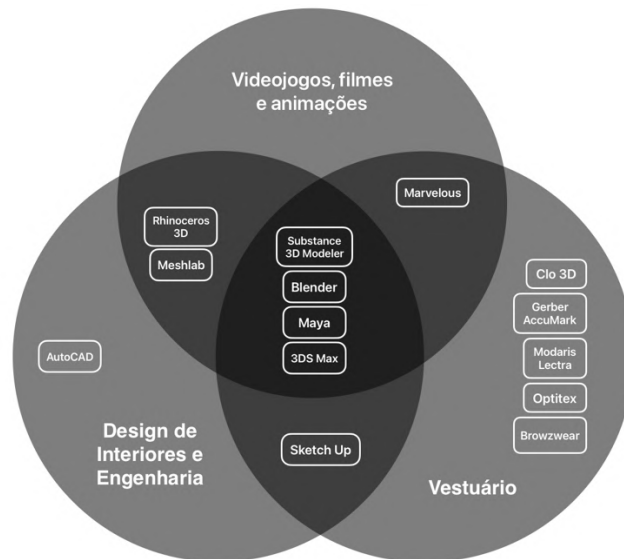 Videojogos, filmes
e animações
Marvelous
Rhinoceros
3D
Meshlab
Substance
3D Modeler
Blender
Maya
3DS Max
Clo 3D
Gerber
AccuMark
Modaris
Lectra
Optitex
Browzwear
AutoCAD
Design de
Interiores e
Engenharia
Sketch Up
Vestuário